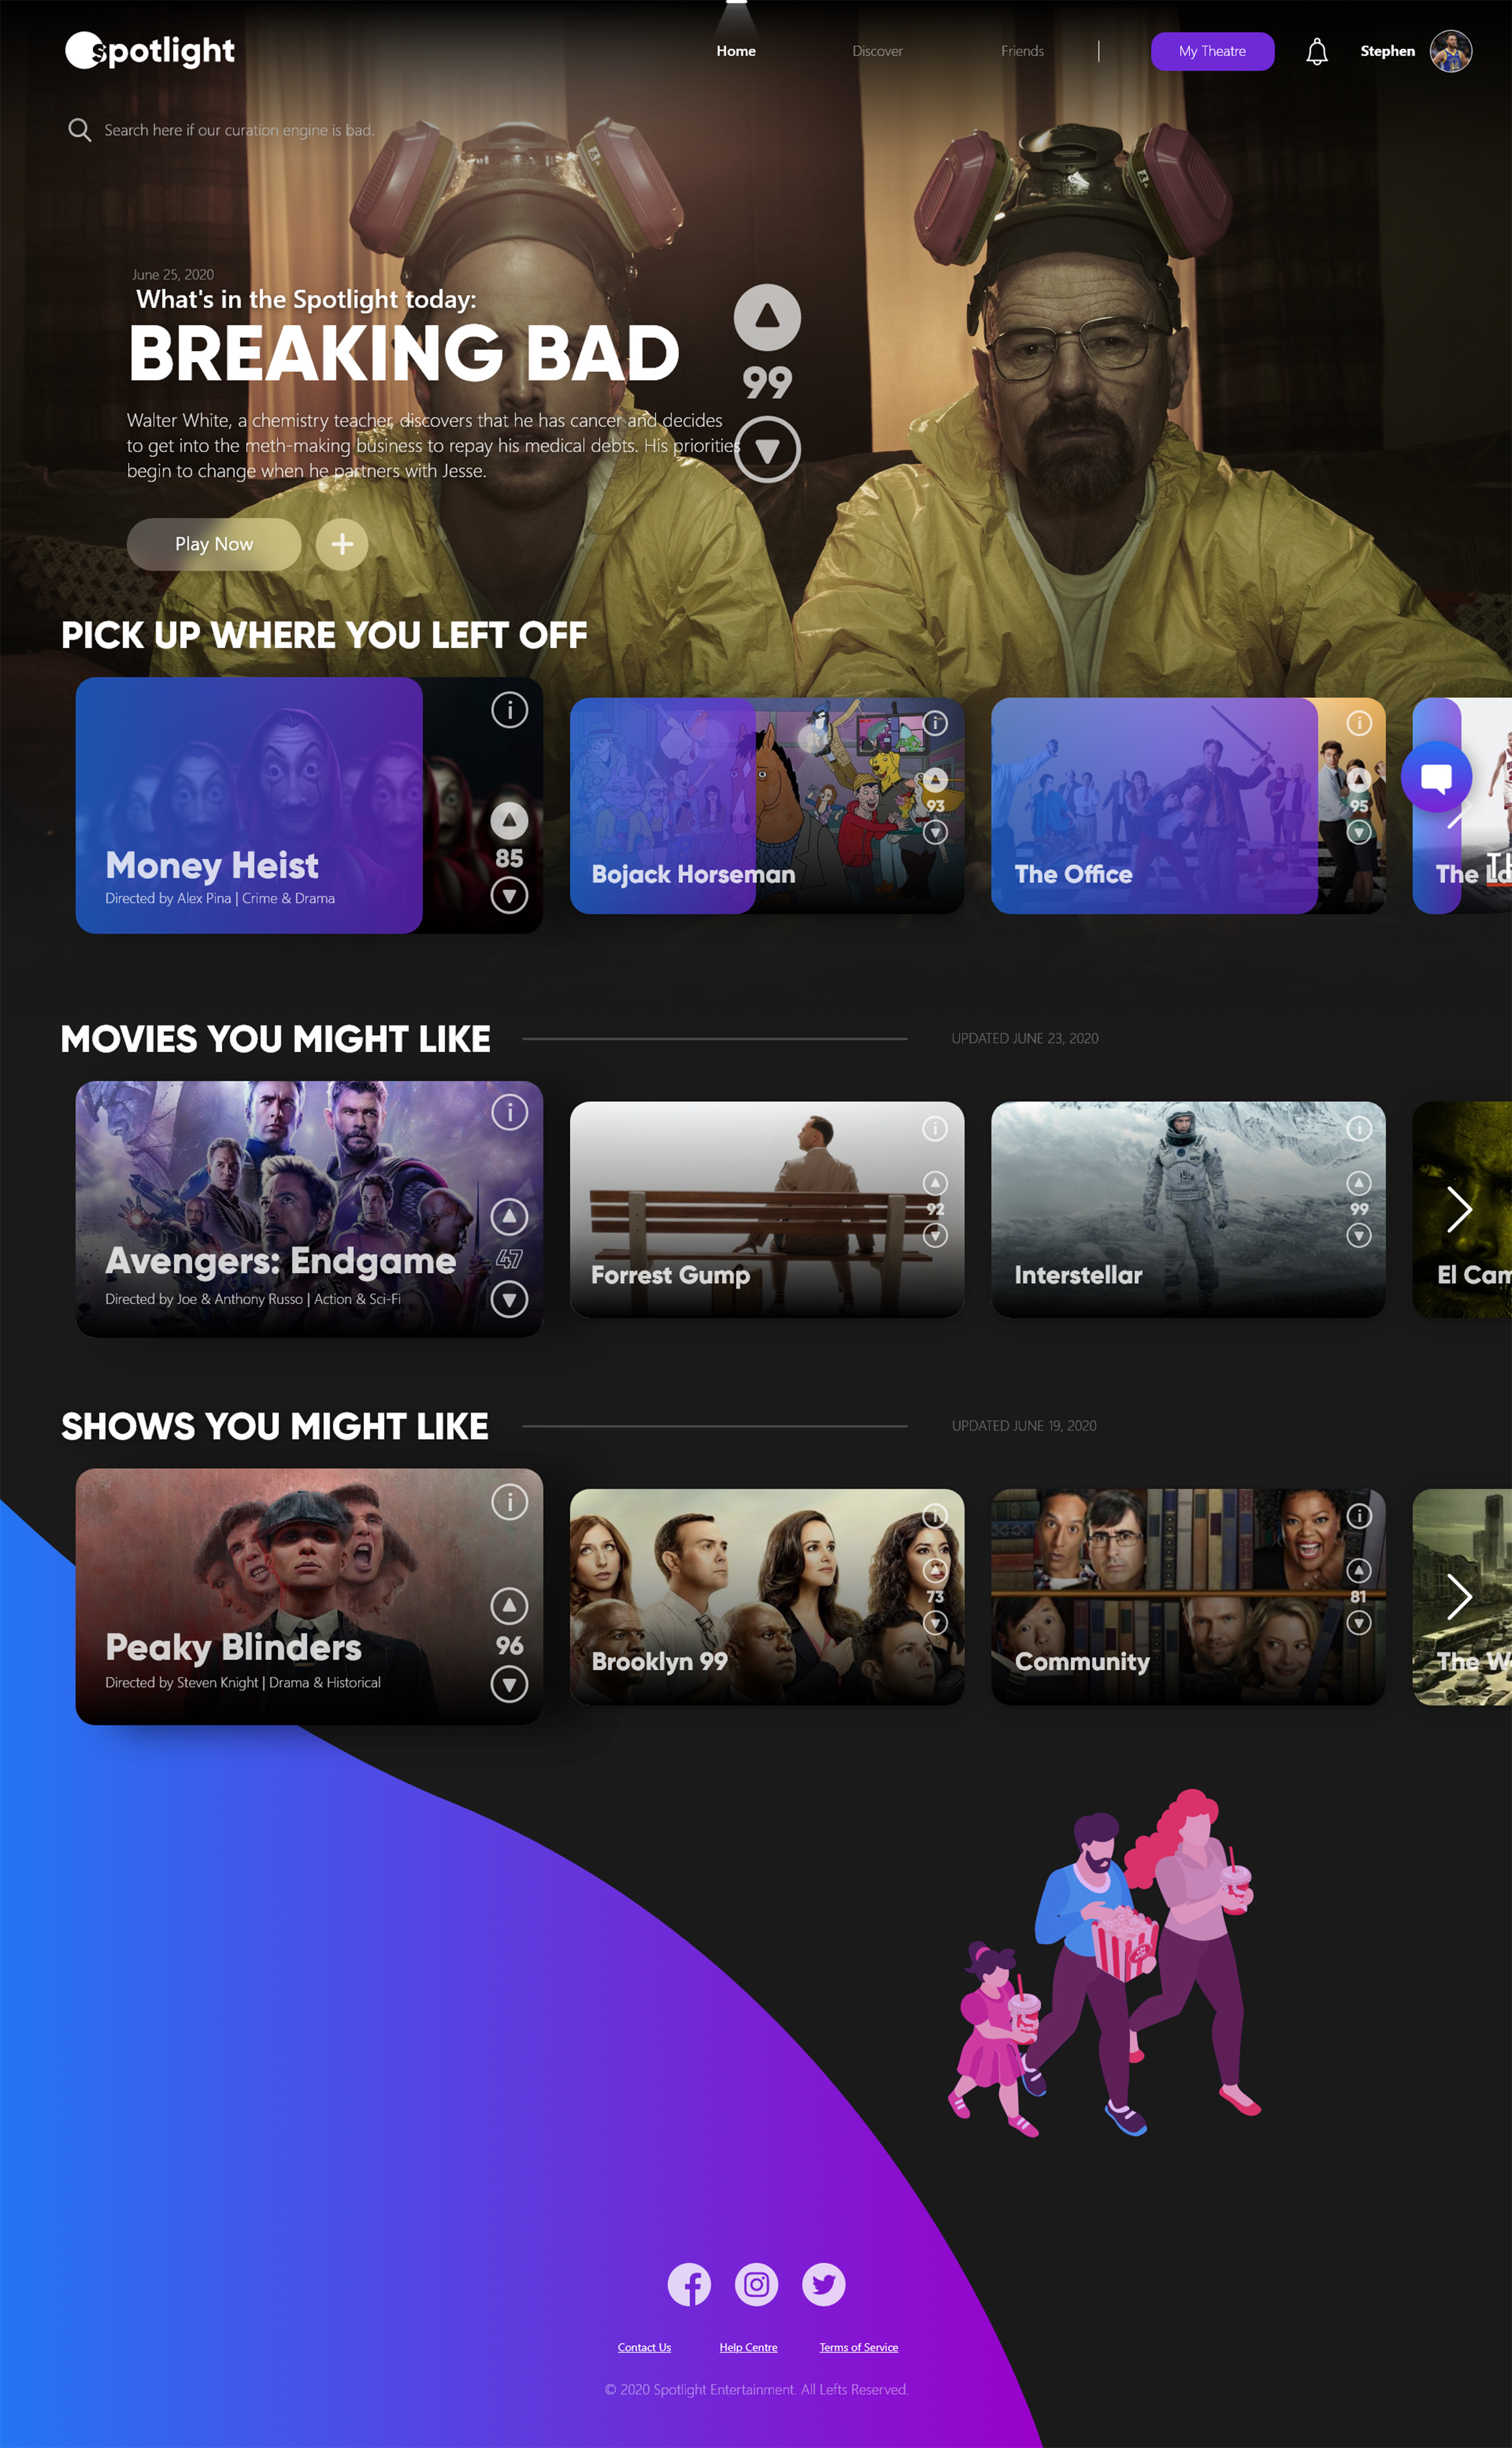 spotlight
Home
Discover
Friends
My Theatre
Stephen
Search here if our curation engine is bad.
June 25, 2020
What's in the Spotlight today:
BREAKING BAD
99
Walter White, a chemistry teacher, discovers that he has cancer and decides
to get into the meth-making business to repay his medical debts. His priorities
begin to change when he partners with Jesse.
Play Now
PICK UP WHERE YOU LEFT OFF
Money Heist
Directed by Alex Pina | Crime & Drama
85
Bojack Horseman
93
The Office
95
The
MOVIES YOU MIGHT LIKE
UPDATED JUNE 23, 2020
Avengers: Endgame
Directed by Joe & Anthony Russo | Action & Sci-Fi
47
Forrest Gump
92
Interstellar
99
El Cam
SHOWS YOU MIGHT LIKE
UPDATED JUNE 19, 2020
Peaky Blinders
Directed by Steven Knight | Drama & Historical
96
Brooklyn 99
73
Community
81
The W
Contact Us
Help Centre
Terms of Service
© 2020 Spotlight Entertainment. All Lefts Reserved.